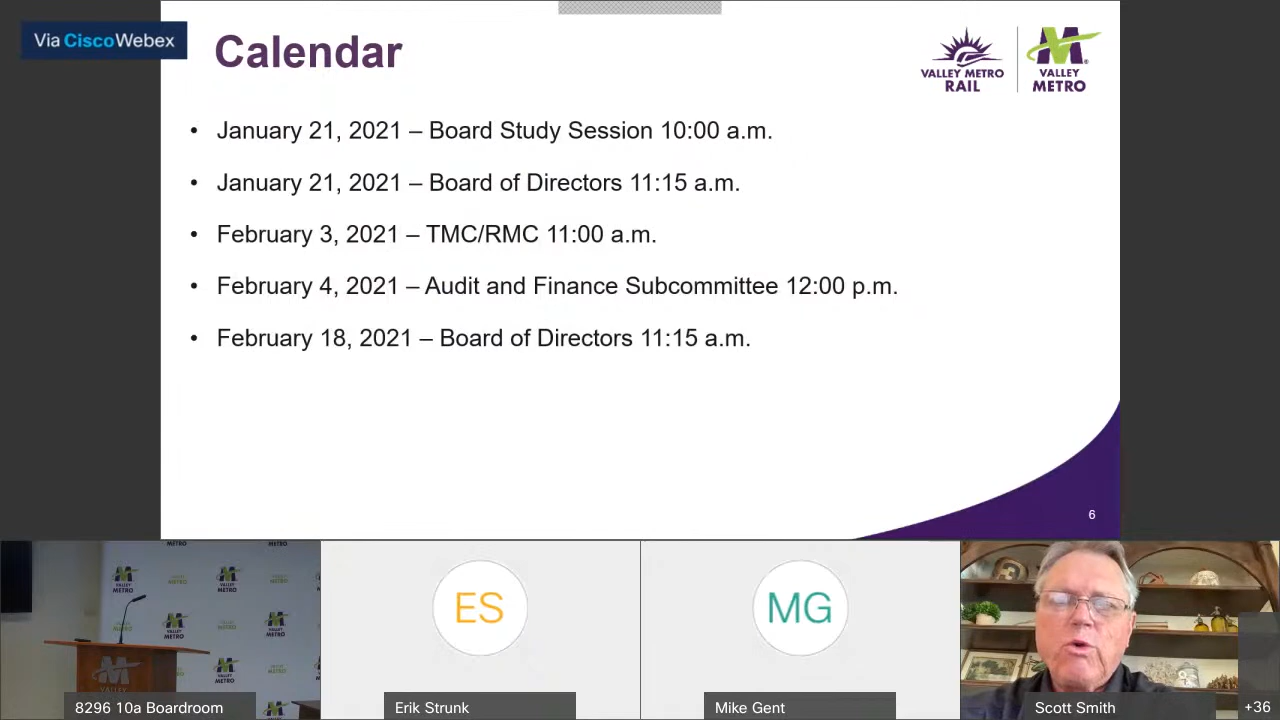 Via CiscoWebex
Calendar
VALLEY METRO
RAIL
VALLEY
METRO
• January 21, 2021 – Board Study Session 10:00 a.m.
• January 21, 2021 – Board of Directors 11:15 a.m.
• February 3, 2021 – TMC/RMC 11:00 a.m.
• February 4, 2021 – Audit and Finance Subcommittee 12:00 p.m.
• February 18, 2021 – Board of Directors 11:15 a.m.
6
VALLEY
METRO
ES
MG
8296 10a Boardroom
Erik Strunk
Mike Gent
Scott Smith
+36